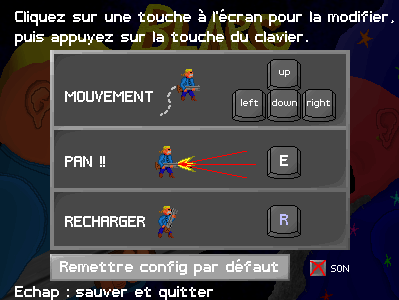 Cliquez sur une touche à l'écran pour la modifier,
puis appuyez sur la touche du clavier.
up
MOUVEMENT
left down right
PAN !!
E
RECHARGER
R
Remettre config par défaut
SON
Echap : sauver et quitter